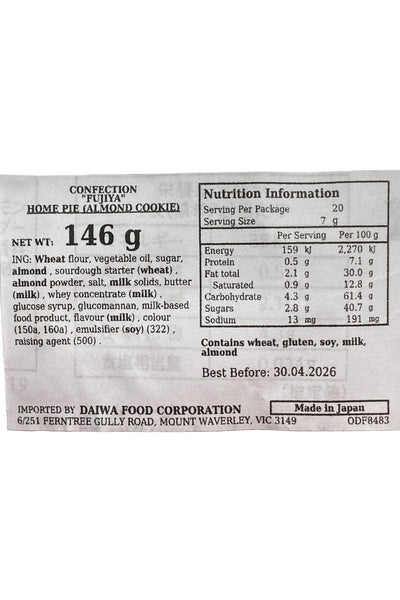 CONFECTION
"FUJIYA"
HOME PIE (ALMOND COOKIE)
NET WT: 146 g
ING: Wheat flour, vegetable oil, sugar,
almond , sourdough starter (wheat) ,
almond powder, salt, milk solids, butter
(milk) , whey concentrate (milk) ,
glucose syrup, glucomannan, milk-based
food product, flavour (milk) , colour
(150a, 160a) , emulsifier (soy) (322) ,
raising agent (500) .
Nutrition Information
Serving Per Package 20
Serving Size 7 g
Per Serving Per 100 g
Energy 159 kJ 2,270 kJ
Protein 0.5 g 7.1 g
Fat total 2.1 g 30.0 g
Saturated 0.9 g 12.8 g
Carbohydrate 4.3 g 61.4 g
Sugars 2.8 g 40.7 g
Sodium 13 mg 191 mg
Contains wheat, gluten, soy, milk,
almond
Best Before: 30.04.2026
IMPORTED BY DAIWA FOOD CORPORATION
Made in Japan
6/251 FERNTREE GULLY ROAD, MOUNT WAVERLEY, VIC 3149
ODF8483